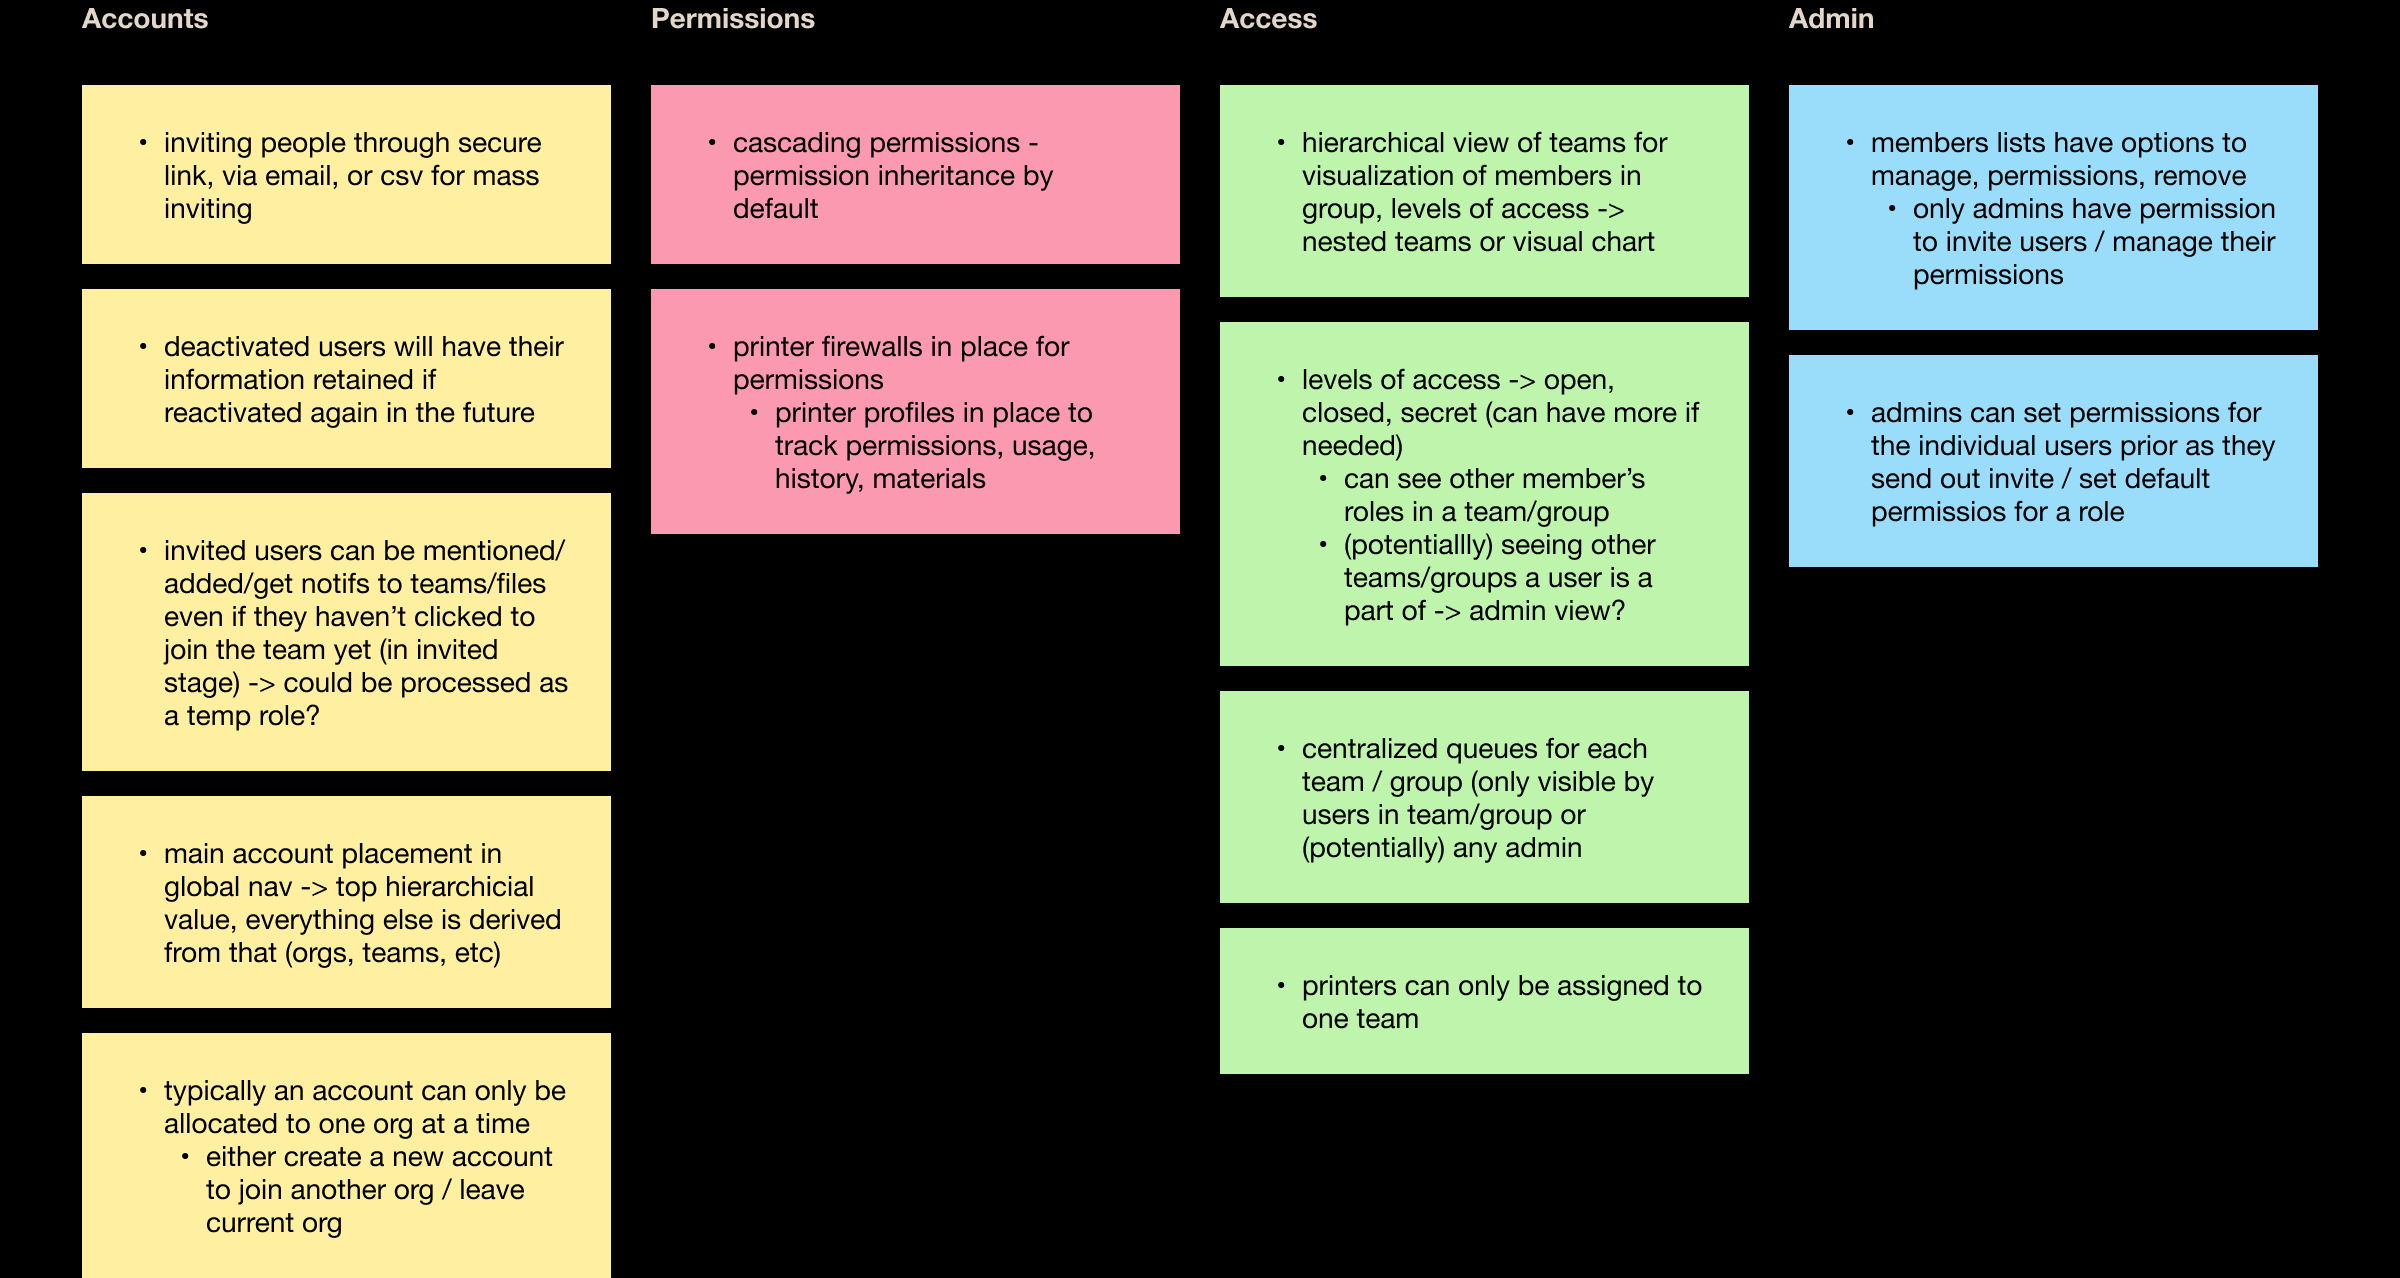 Accounts
• inviting people through secure
link, via email, or csv for mass
inviting
• deactivated users will have their
information retained if
reactivated again in the future
• invited users can be mentioned/
added/get notifs to teams/files
even if they haven’t clicked to
join the team yet (in invited
stage) -> could be processed as
a temp role?
• main account placement in
global nav -> top hierarchicial
value, everything else is derived
from that (orgs, teams, etc)
• typically an account can only be
allocated to one org at a time
• either create a new account
to join another org / leave
current org
Permissions
• cascading permissions -
permission inheritance by
default
• printer firewalls in place for
permissions
• printer profiles in place to
track permissions, usage,
history, materials
Access
• hierarchical view of teams for
visualization of members in
group, levels of access ->
nested teams or visual chart
• levels of access -> open,
closed, secret (can have more if
needed)
• can see other member’s
roles in a team/group
• (potentiallly) seeing other
teams/groups a user is a
part of -> admin view?
• centralized queues for each
team / group (only visible by
users in team/group or
(potentially) any admin
• printers can only be assigned to
one team
Admin
• members lists have options to
manage, permissions, remove
• only admins have permission
to invite users / manage their
permissions
• admins can set permissions for
the individual users prior as they
send out invite / set default
permissios for a role